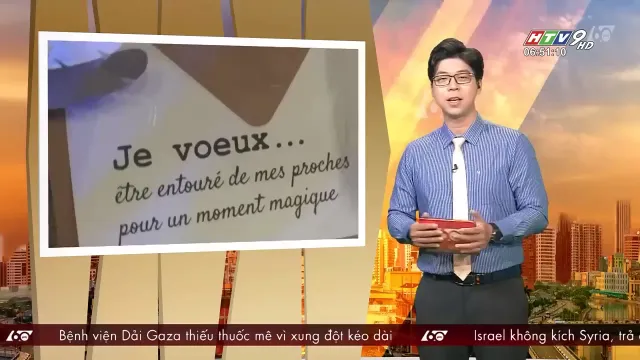 HTV9 HD
06:51:10
Je voeux...
être entouré de mes proches
pour un moment magique
Bệnh viện Dải Gaza thiếu thuốc mê vì xung đột kéo dài
60
Israel không kích Syria, trả